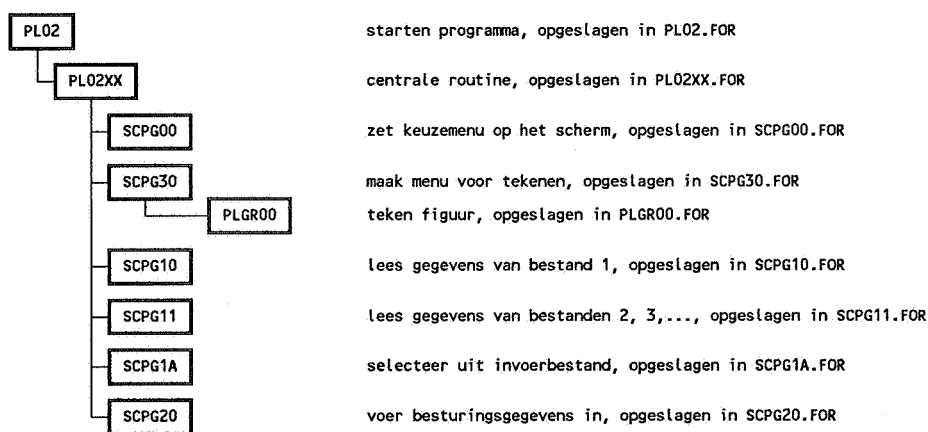 PL02 starten programma, opgeslagen in PL02.FOR
PL02XX centrale routine, opgeslagen in PL02XX.FOR
SCPG00 zet keuzemenu op het scherm, opgeslagen in SCPG00.FOR
SCPG30 maak menu voor tekenen, opgeslagen in SCPG30.FOR
PLGR00 teken figuur, opgeslagen in PLGR00.FOR
SCPG10 lees gegevens van bestand 1, opgeslagen in SCPG10.FOR
SCPG11 lees gegevens van bestanden 2, 3,..., opgeslagen in SCPG11.FOR
SCPG1A selecteer uit invoerbestand, opgeslagen in SCPG1A.FOR
SCPG20 voer besturingsgegevens in, opgeslagen in SCPG20.FOR